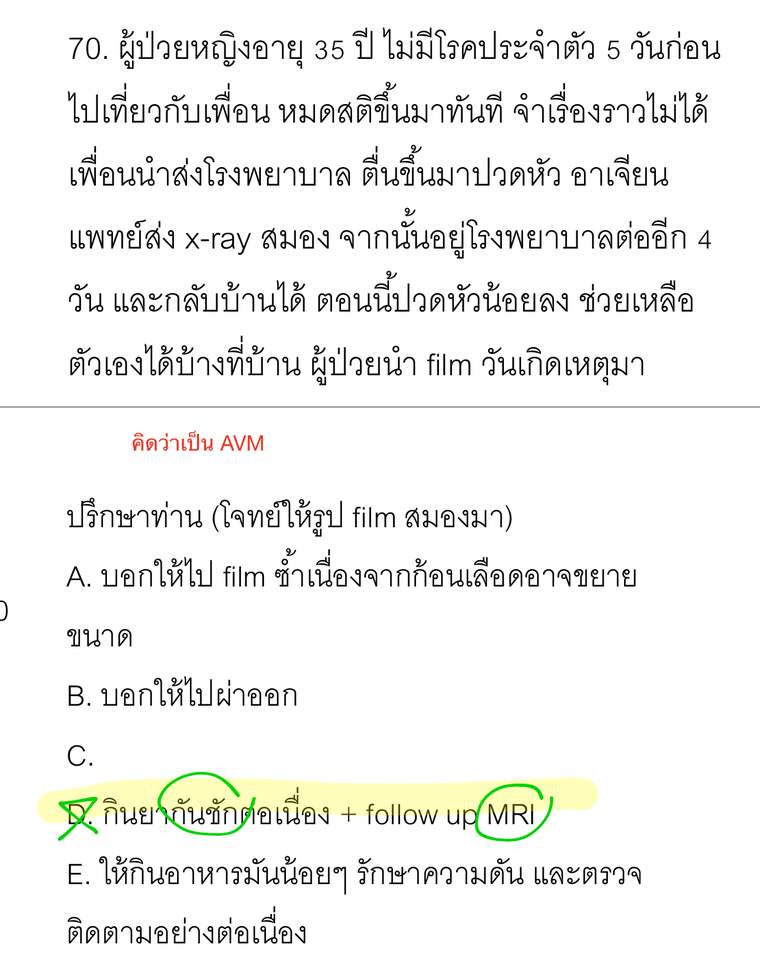 70. ผู้ป่วยหญิงอายุ 35 ปี ไม่มีโรคประจำตัว 5 วันก่อน
ไปเที่ยวกับเพื่อน หมดสติขึ้นมาทันที จำเรื่องราวไม่ได้
เพื่อนนำส่งโรงพยาบาล ตื่นขึ้นมาปวดหัว อาเจียน
แพทย์ส่ง x-ray สมอง จากนั้นอยู่โรงพยาบาลต่ออีก 4
วัน และกลับบ้านได้ ตอนนี้ปวดหัวน้อยลง ช่วยเหลือ
ตัวเองได้บ้างที่บ้าน ผู้ป่วยนำ film วันเกิดเหตุมา
คิดว่าเป็น AVM
ปรึกษาท่าน (โจทย์ให้รูป film สมองมา)
A. บอกให้ไป film ซ้ำเนื่องจากก้อนเลือดอาจขยาย
0
ขนาด
B. บอกให้ไปผ่าออก
C.
D. กินยากันชักต่อเนื่อง + follow up MRI
E. ให้กินอาหารมันน้อยๆ รักษาความดัน และตรวจ
ติดตามอย่างต่อเนื่อง